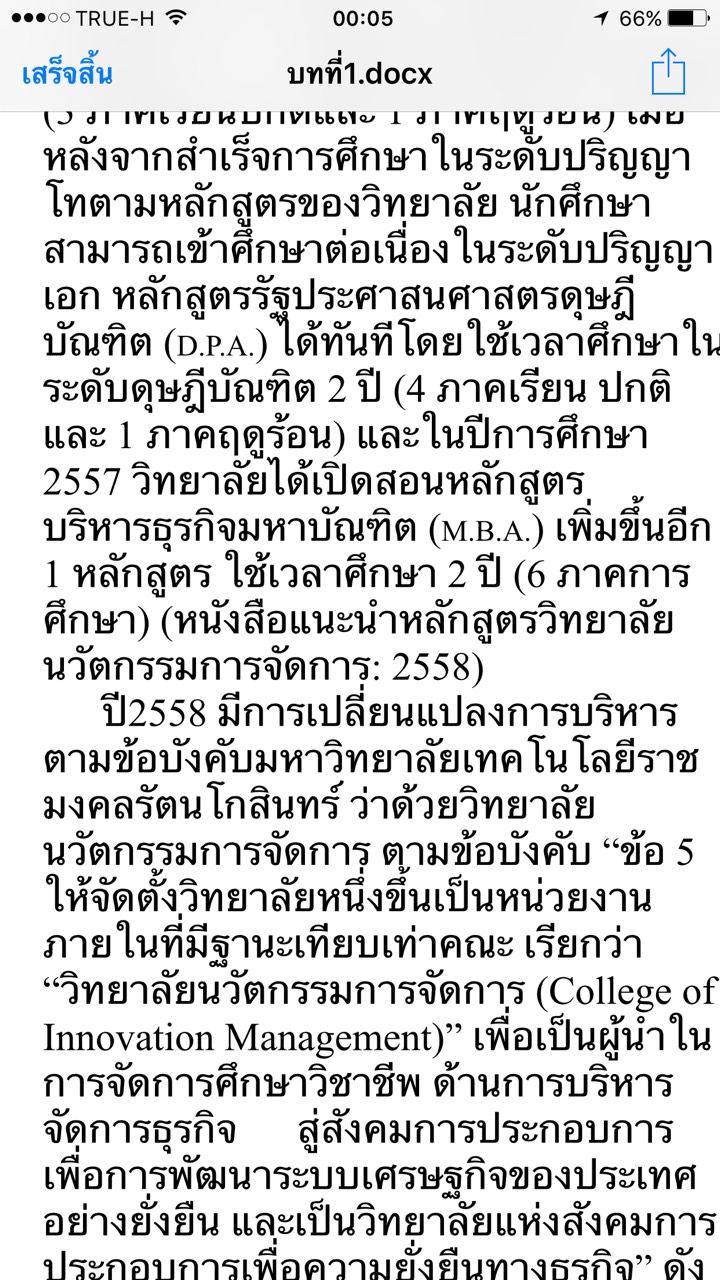 TRUE-H 00:05 66%
เสร็จสิ้น บทที่1.docx
(5 ภาคเรียนปกติและ 1 ภาคฤดูร้อน) เมื่อ
หลังจากสำเร็จการศึกษาในระดับปริญญา
โทตามหลักสูตรของวิทยาลัย นักศึกษา
สามารถเข้าศึกษาต่อเนื่องในระดับปริญญา
เอก หลักสูตรรัฐประศาสนศาสตรดุษฎี
บัณฑิต (D.P.A.) ได้ทันทีโดยใช้เวลาศึกษาใน
ระดับดุษฎีบัณฑิต 2 ปี (4 ภาคเรียน ปกติ
และ 1 ภาคฤดูร้อน) และในปีการศึกษา
2557 วิทยาลัยได้เปิดสอนหลักสูตร
บริหารธุรกิจมหาบัณฑิต (M.B.A.) เพิ่มขึ้นอีก
1 หลักสูตร ใช้เวลาศึกษา 2 ปี (6 ภาคการ
ศึกษา) (หนังสือแนะนำหลักสูตรวิทยาลัย
นวัตกรรมการจัดการ: 2558)
ปี2558 มีการเปลี่ยนแปลงการบริหาร
ตามข้อบังคับมหาวิทยาลัยเทคโนโลยีราช
มงคลรัตนโกสินทร์ ว่าด้วยวิทยาลัย
นวัตกรรมการจัดการ ตามข้อบังคับ “ข้อ 5
ให้จัดตั้งวิทยาลัยหนึ่งขึ้นเป็นหน่วยงาน
ภายในที่มีฐานะเทียบเท่าคณะ เรียกว่า
“วิทยาลัยนวัตกรรมการจัดการ (College of
Innovation Management)” เพื่อเป็นผู้นำใน
การจัดการศึกษาวิชาชีพ ด้านการบริหาร
จัดการธุรกิจ สู่สังคมการประกอบการ
เพื่อการพัฒนาระบบเศรษฐกิจของประเทศ
อย่างยั่งยืน และเป็นวิทยาลัยแห่งสังคมการ
ประกอบการเพื่อความยั่งยืนทางธุรกิจ” ดัง